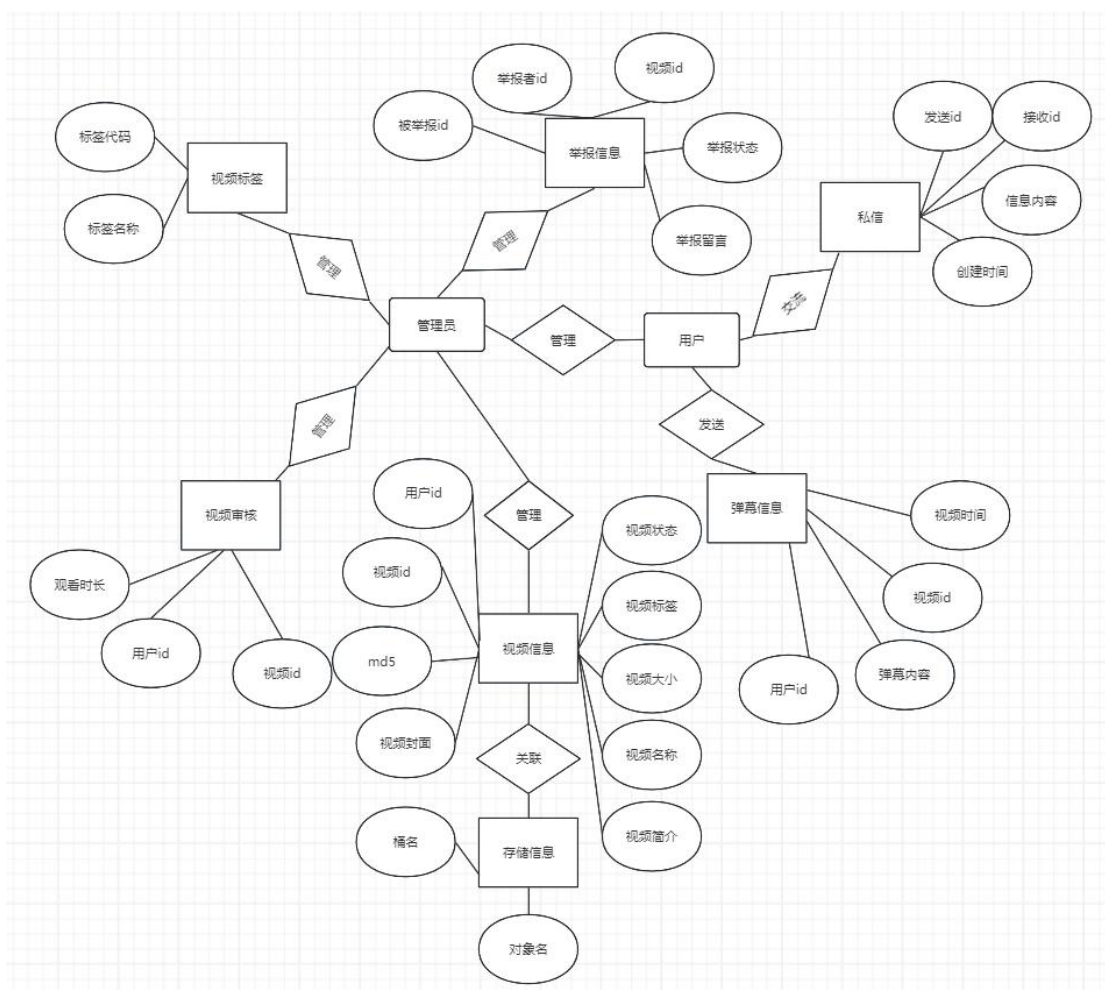 举报者id
视频id
标签代码
被举报id
发送id
接收id
视频标签
举报信息
举报状态
标签名称
私信
信息内容
管理
举报留言
管理
创建时间
交流
管理员
管理
用户
管理
发送
用户id
视频审核
管理
视频状态
弹幕信息
视频时间
观看时长
视频id
视频标签
视频id
用户id
视频id
md5
视频信息
视频大小
用户id
弹幕内容
视频封面
关联
视频名称
桶名
存储信息
视频简介
对象名